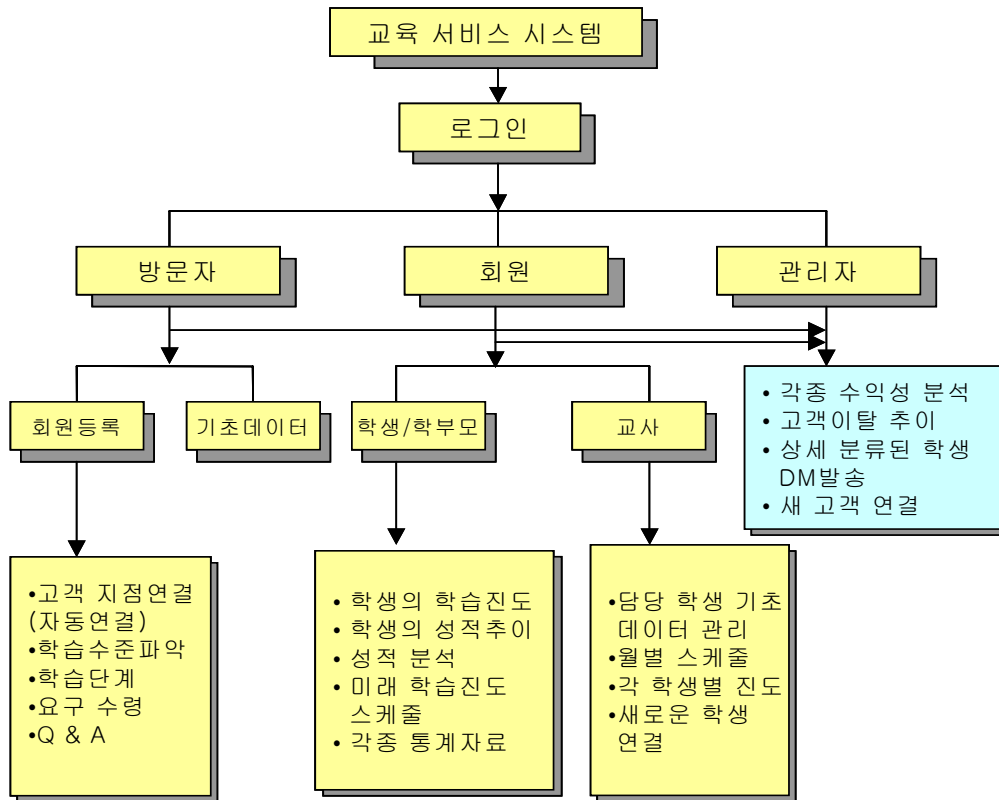 교육 서비스 시스템
로그인
방문자
회원
관리자
회원등록
기초데이터
학생/학부모
교사
• 각종 수익성 분석
• 고객이탈 추이
• 상세 분류된 학생
DM발송
• 새 고객 연결
•고객 지점연결
(자동연결)
•학습수준파악
•학습단계
•요구 수령
•Q & A
• 학생의 학습진도
• 학생의 성적추이
• 성적 분석
• 미래 학습진도
스케줄
• 각종 통계자료
•담당 학생 기초
데이터 관리
•월별 스케줄
•각 학생별 진도
•새로운 학생
연결